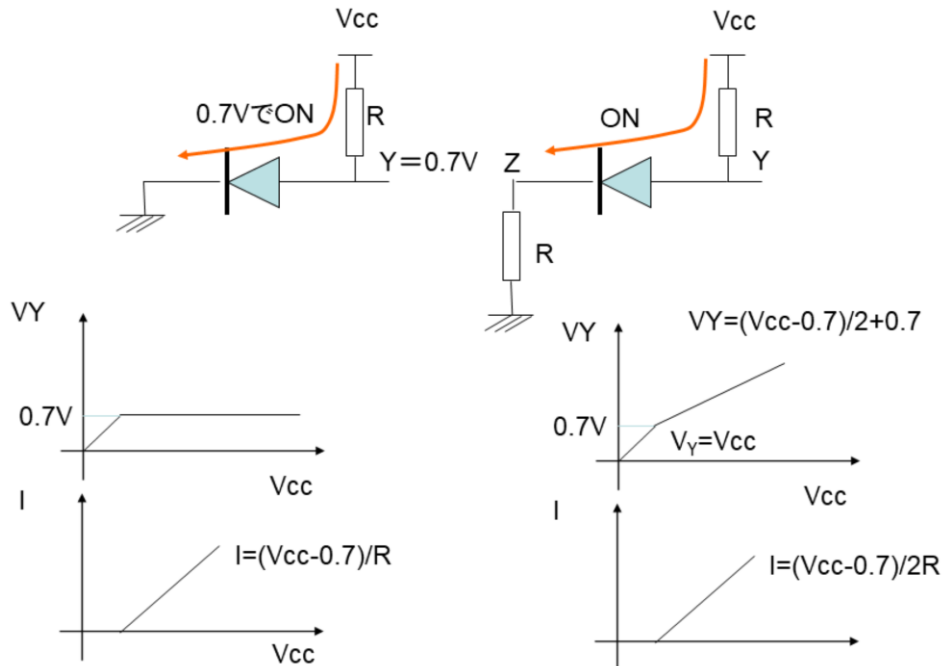 Vcc
0.7VでON
R
Y=0.7V
Vcc
ON
R
Y
Z
R
VY
0.7V
Vcc
I
I=(Vcc-0.7)/R
Vcc
VY=(Vcc-0.7)/2+0.7
VY
0.7V
VY=Vcc
Vcc
I
I=(Vcc-0.7)/2R